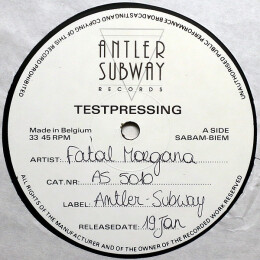 UNAUTHORISED PUBLIC PERFORMANCE BROADCASTING AND COPYING OF THIS RECORD PROHIBITED
ANTLER
SUBWAY
RECORDS
TESTPRESSING
Made in Belgium A SIDE
33 45 RPM SABAM-BIEM
ARTIST: Fatal Morgana
CAT.NR: AS 5010
LABEL: Antler-Subway
RELEASEDATE: 19 Jan
ALL RIGHTS OF THE MANUFACTURER AND OF THE OWNER OF THE RECORDED WORK RESERVED